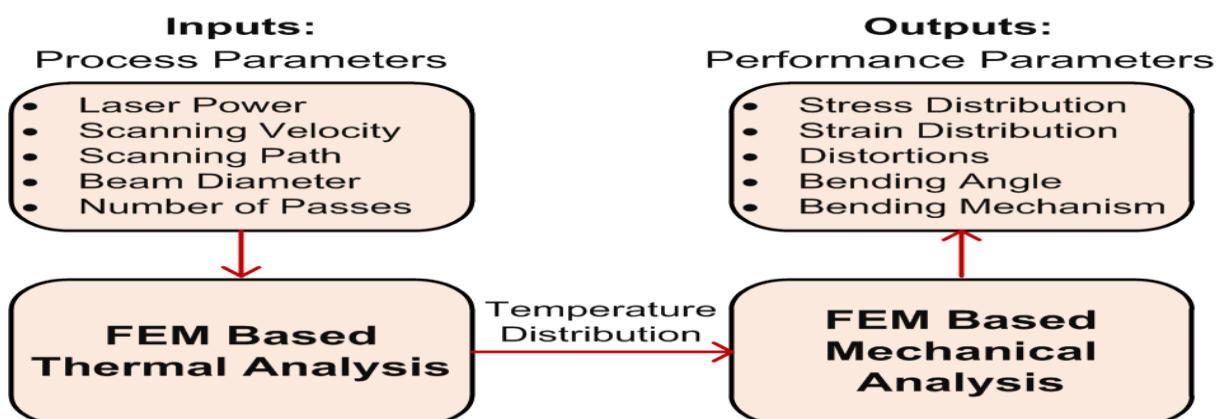 Inputs:
Process Parameters
• Laser Power
• Scanning Velocity
• Scanning Path
• Beam Diameter
• Number of Passes
FEM Based
Thermal Analysis
Temperature
Distribution
FEM Based
Mechanical
Analysis
Outputs:
Performance Parameters
• Stress Distribution
• Strain Distribution
• Distortions
• Bending Angle
• Bending Mechanism